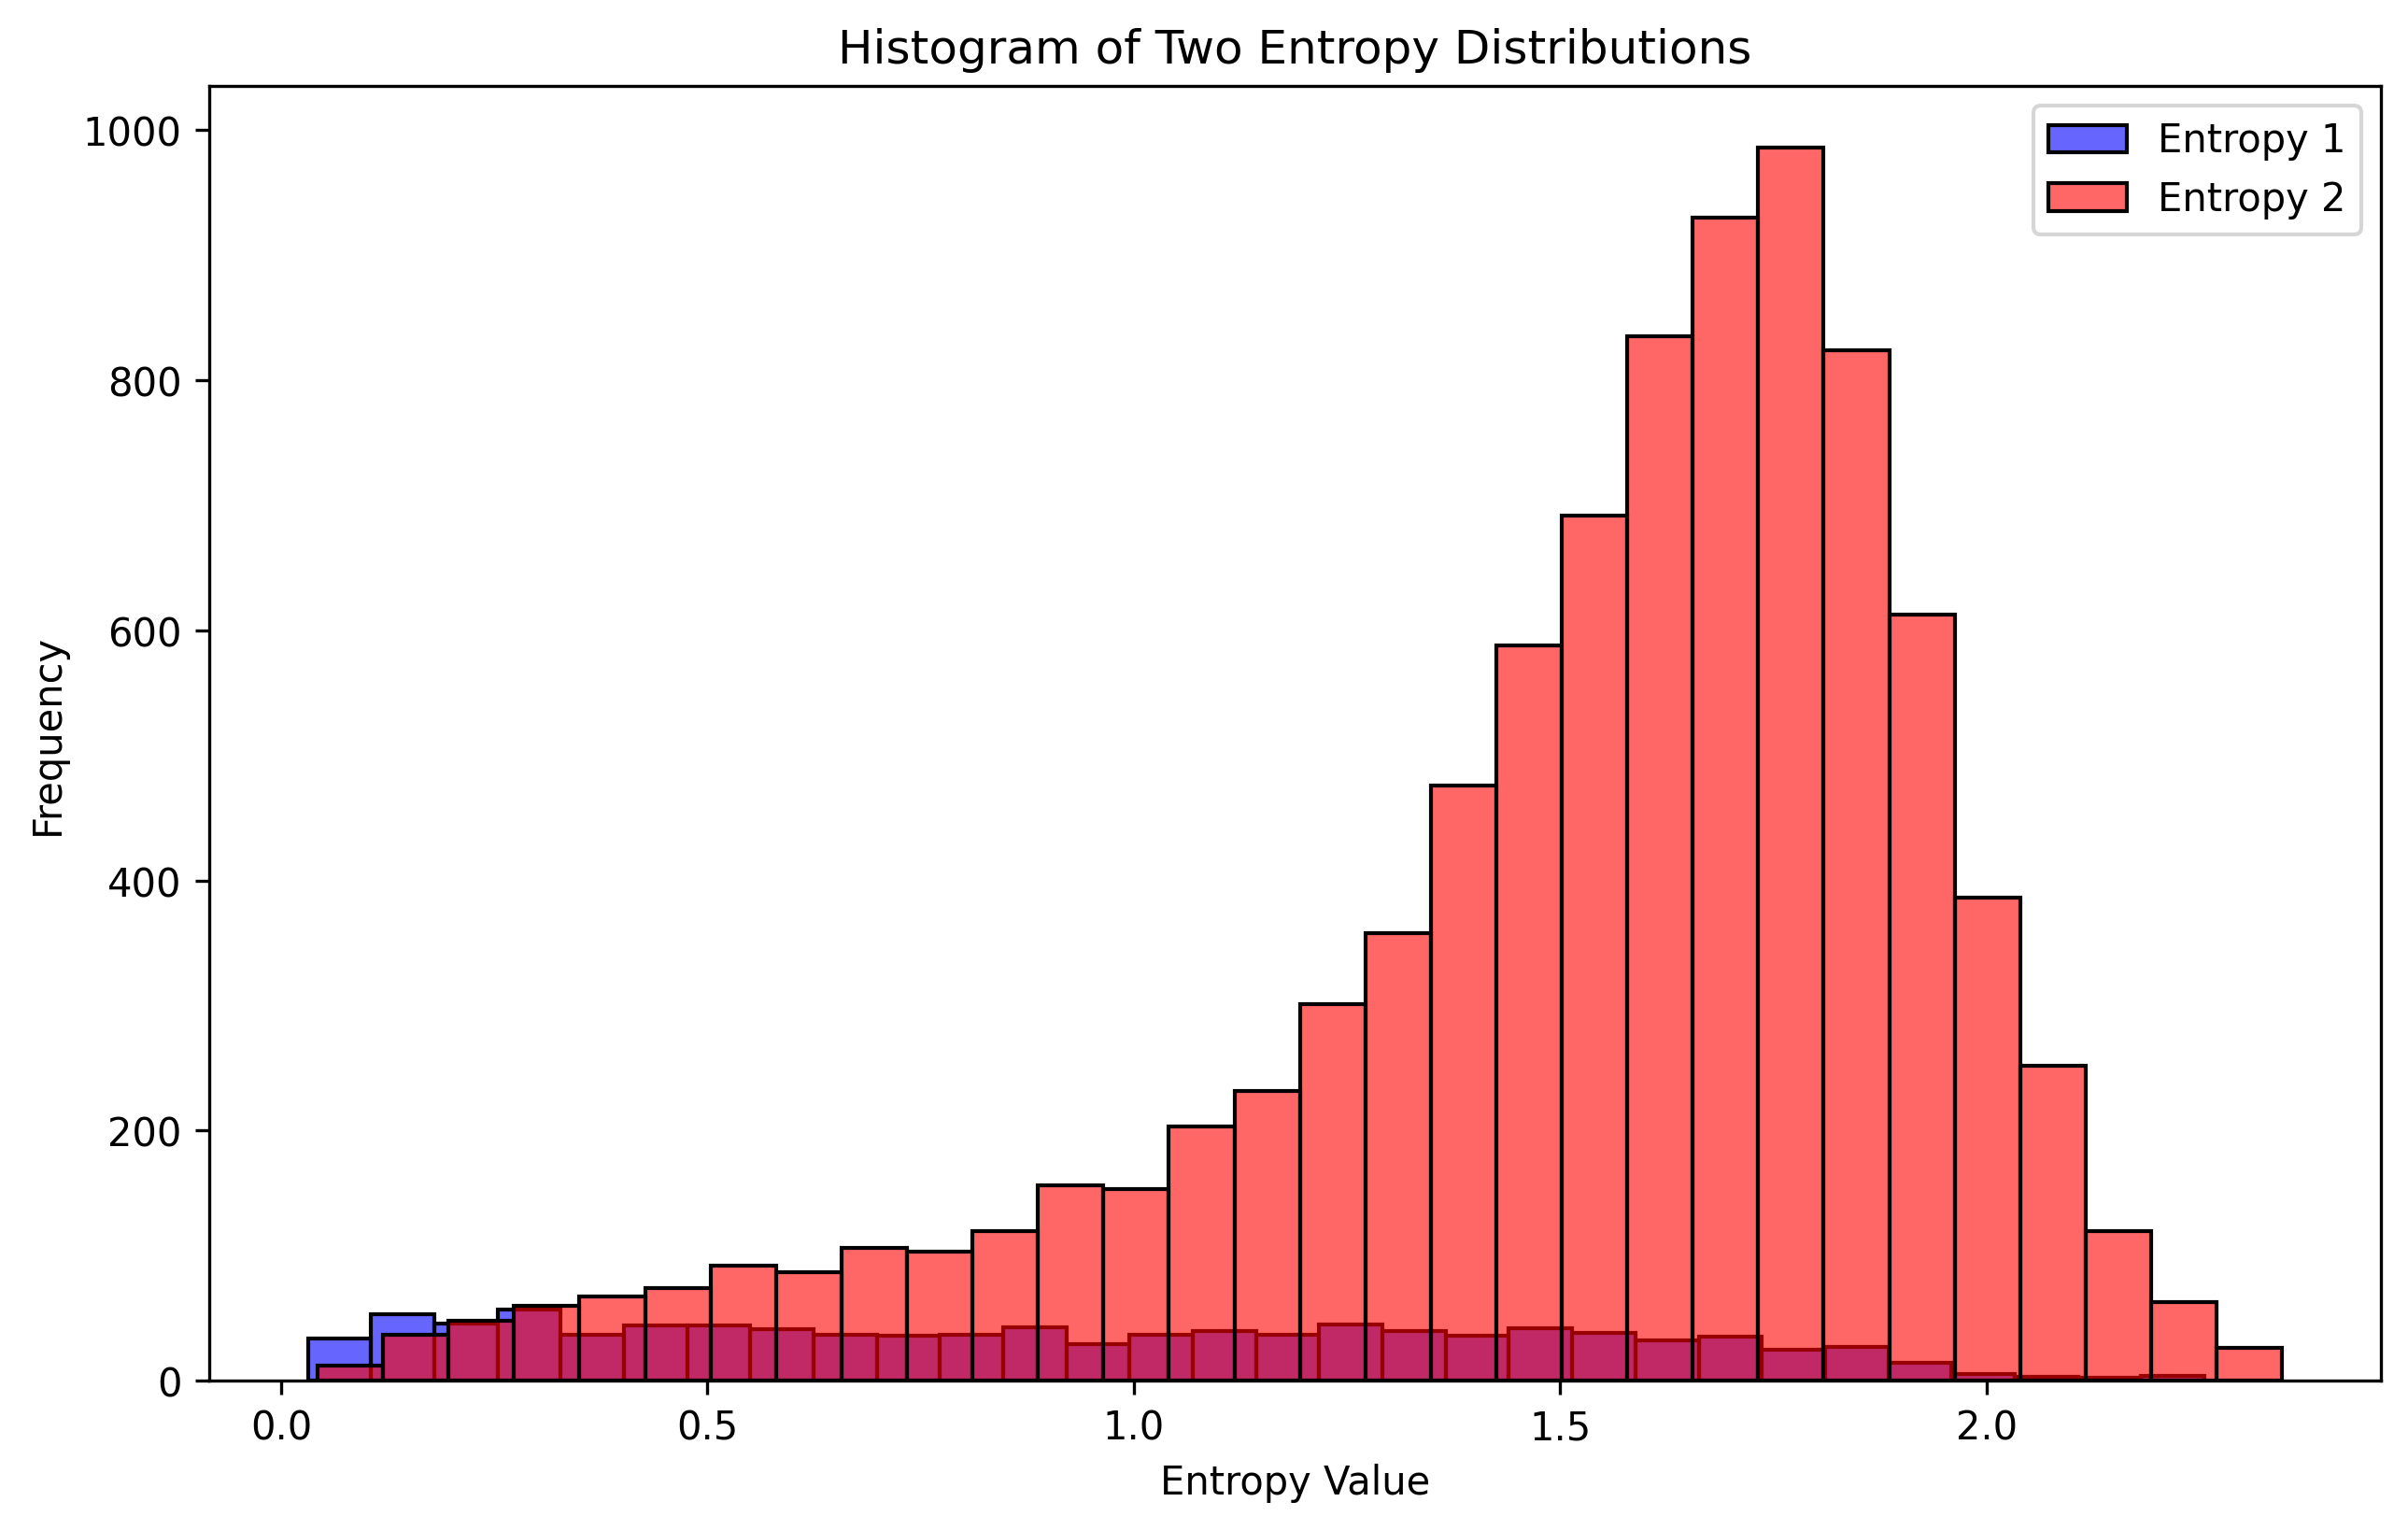 Histogram of Two Entropy Distributions
1000
800
600
400
200
0
Frequency
Entropy 1
Entropy 2
0.0 0.5 1.0 1.5 2.0
Entropy Value